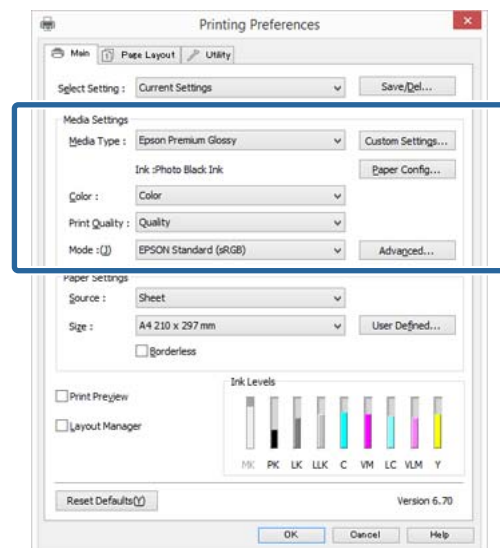 Printing Preferences
Main Page Layout Utility
Select Setting : Current Settings Save/Del...
Media Settings
Media Type : Epson Premium Glossy Custom Settings...
Ink :Photo Black Ink Paper Config...
Color : Color
Print Quality : Quality
Mode :(J) EPSON Standard (sRGB) Advanced...
Paper Settings
Source : Sheet
Size : A4 210 x 297 mm User Defined...
Borderless
Ink Levels
Print Preview
Layout Manager
MK PK LK LLK C VM LC VLM Y
Reset Defaults(Y) Version 6.70
OK Cancel Help